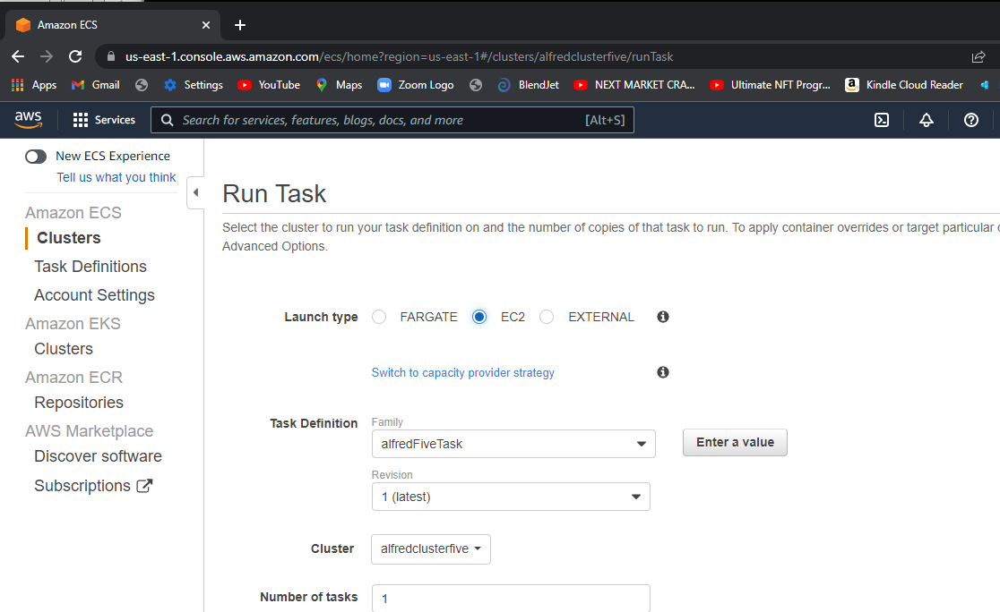 Amazon ECS
us-east-1.console.aws.amazon.com/ecs/home?region=us-east-1#/clusters/alfredclusterfive/runTask
Apps Gmail Settings YouTube Maps Zoom Logo BlendJet NEXT MARKET CRA... Ultimate NFT Progr... Kindle Cloud Reader
aws Services Search for services, features, blogs, docs, and more [Alt+S]
New ECS Experience
Tell us what you think
Amazon ECS
Clusters
Task Definitions
Account Settings
Amazon EKS
Clusters
Amazon ECR
Repositories
AWS Marketplace
Discover software
Subscriptions
Run Task
Select the cluster to run your task definition on and the number of copies of that task to run. To apply container overrides or target particular
Advanced Options.
Launch type FARGATE EC2 EXTERNAL
Switch to capacity provider strategy
Task Definition Family
alfredFiveTask Enter a value
Revision
1 (latest)
Cluster alfredclusterfive
Number of tasks 1